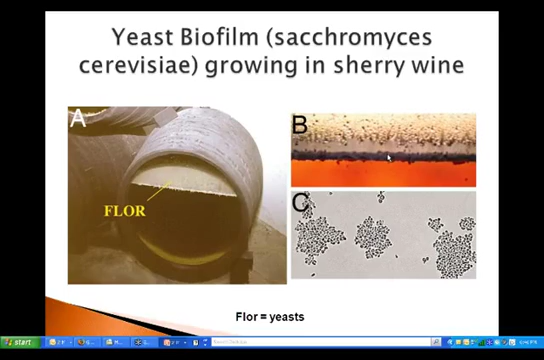 Yeast Biofilm (sacchromyces
cerevisiae) growing in sherry wine
A
FLOR
B
C
Flor = yeasts
start